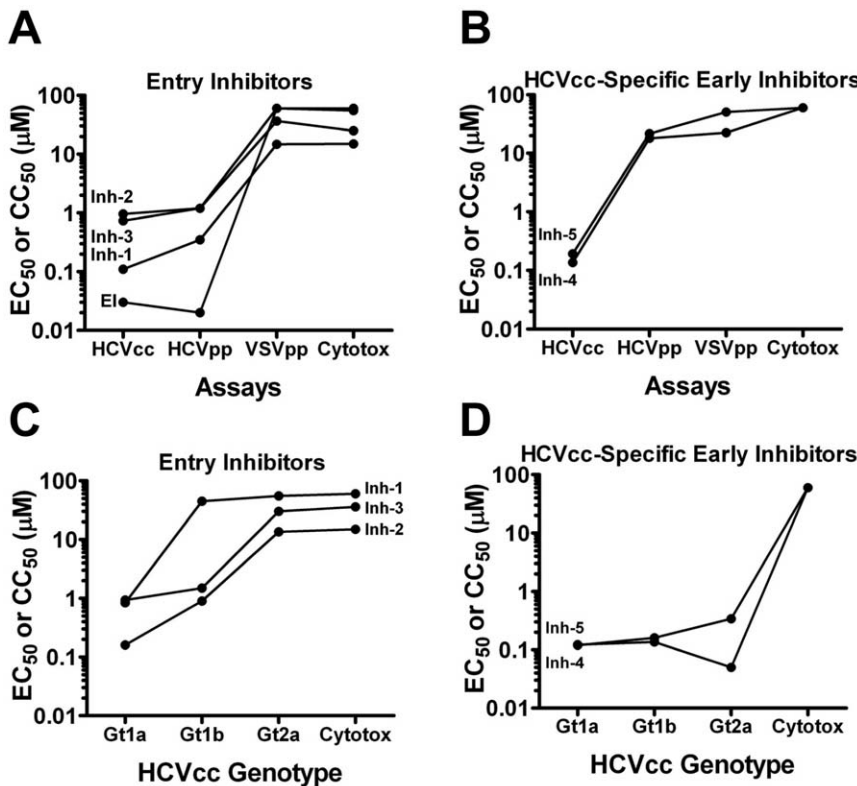 A
Entry Inhibitors
EC50 or CC50 (μM)
100
10
1
0.1
0.01
Inh-2
Inh-3
Inh-1
EI
HCVcc HCVpp VSVpp Cytotox
Assays
B
HCVcc-Specific Early Inhibitors
EC50 or CC50 (μM)
100
10
1
0.1
0.01
Inh-5
Inh-4
HCVcc HCVpp VSVpp Cytotox
Assays
C
Entry Inhibitors
EC50 or CC50 (μM)
100
10
1
0.1
0.01
Inh-1
Inh-3
Inh-2
Gt1a Gt1b Gt2a Cytotox
HCVcc Genotype
D
HCVcc-Specific Early Inhibitors
EC50 or CC50 (μM)
100
10
1
0.1
0.01
Inh-5
Inh-4
Gt1a Gt1b Gt2a Cytotox
HCVcc Genotype